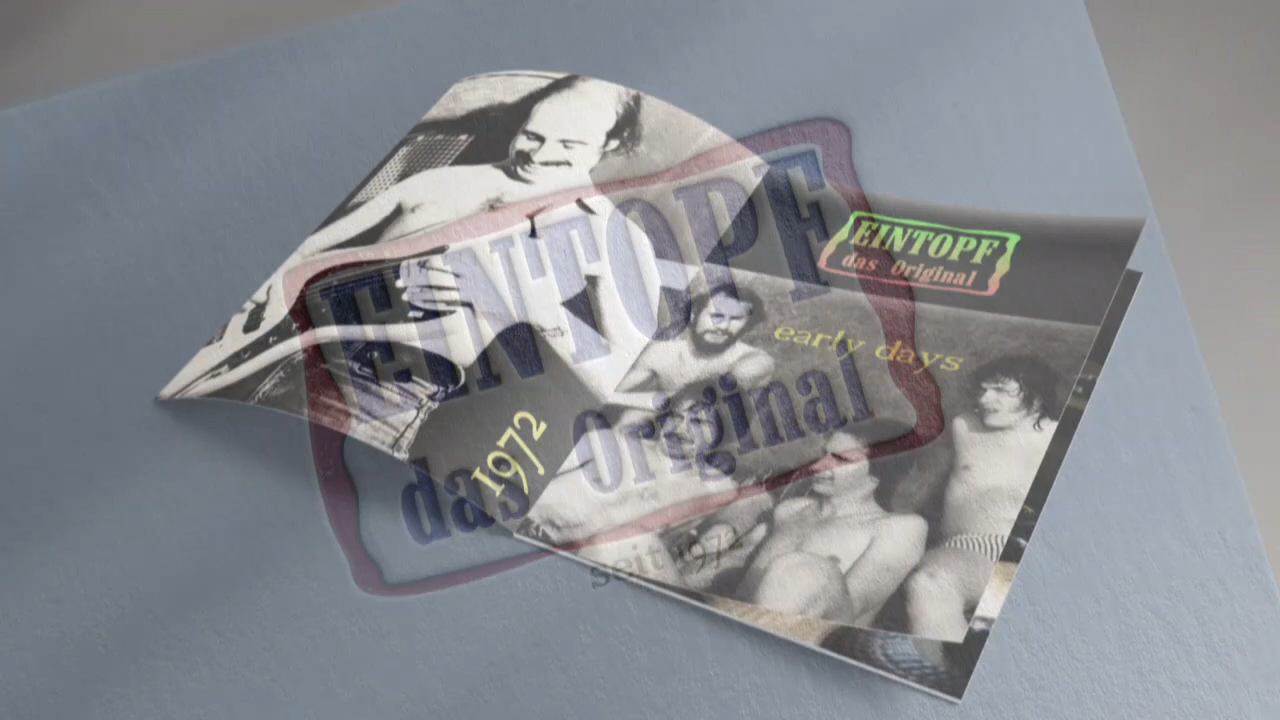 EINTOPF
das Original
seit 1972
EINTOPF
das Original
early days
1972